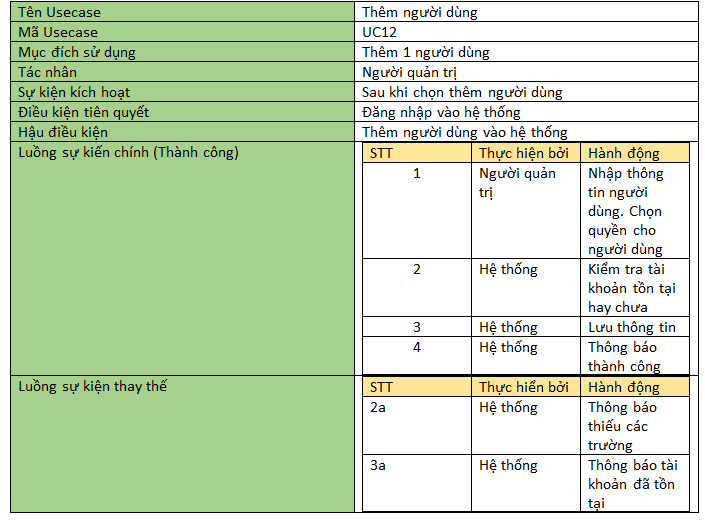 Tên Usecase Thêm người dùng
Mã Usecase UC12
Mục đích sử dụng Thêm 1 người dùng
Tác nhân Người quản trị
Sự kiện kích hoạt Sau khi chọn thêm người dùng
Điều kiện tiên quyết Đăng nhập vào hệ thống
Hậu điều kiện Thêm người dùng vào hệ thống
Luồng sự kiến chính (Thành công)
STT Thực hiện bởi Hành động
1 Người quản Nhập thông
trị tin người
dùng. Chọn
quyền cho
người dùng
2 Hệ thống Kiểm tra tài
khoản tồn tại
hay chưa
3 Hệ thống Lưu thông tin
4 Hệ thống Thông báo
thành công
Luồng sự kiện thay thế
STT Thực hiển bởi Hành động
2a Hệ thống Thông báo
thiếu các
trường
3a Hệ thống Thông báo tài
khoản đã tồn
tại